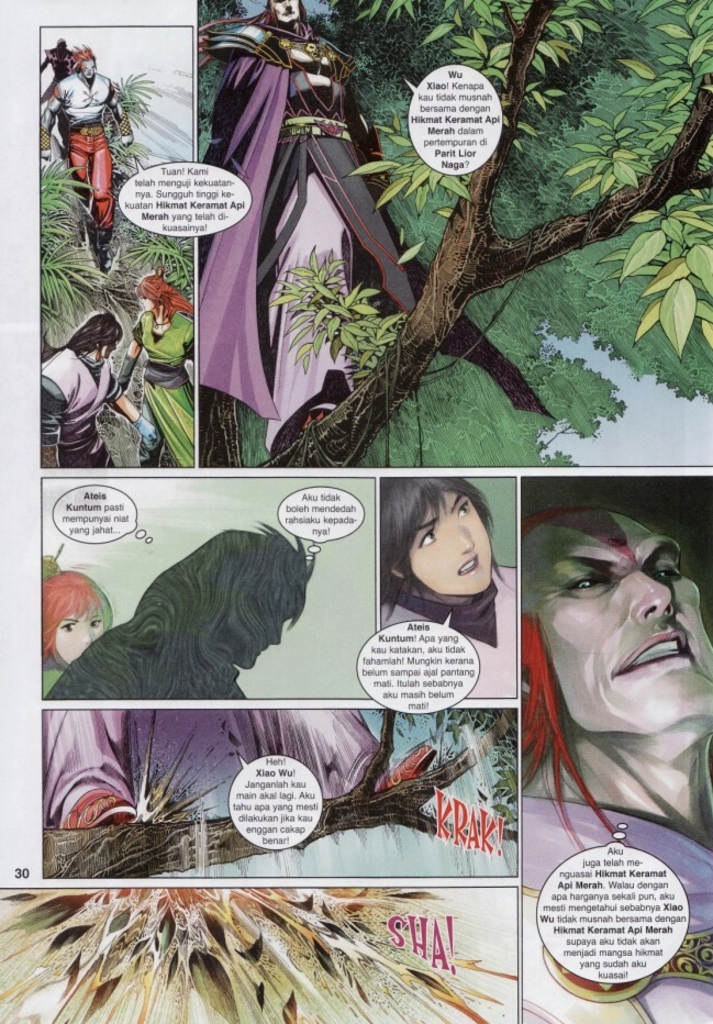 Tuan! Kami
telah menguji kekuatan-
nya. Sungguh tinggi ke-
kuatan Hikmat Keramat Api
Merah yang telah di-
kuasainya!
Wu
Xiao! Kenapa
kau tidak musnah
bersama dengan
Hikmat Keramat Api
Merah dalam
pertempuran di
Parit Lior
Naga?
Ateis
Kuntum pasti
mempunyai niat
yang jahat...
Aku tidak
boleh mendedah
rahsiaku kepada-
nya!
Ateis
Kuntum! Apa yang
kau katakan, aku tidak
fahamlah! Mungkin kerana
belum sampai ajal pantang
mati. Itulah sebabnya
aku masih belum
mati!
Heh!
Xiao Wu!
Janganlah kau
main akal lagi. Aku
tahu apa yang mesti
dilakukan jika kau
enggan cakap
benar!
KRAK!
Aku
juga telah me-
nguasai Hikmat Keramat
Api Merah. Walau dengan
apa harganya sekali pun, aku
mesti mengetahui sebabnya Xiao
Wu tidak musnah bersama dengan
Hikmat Keramat Api Merah
supaya aku tidak akan
menjadi mangsa hikmat
yang sudah aku
kuasai!
30
SHA!